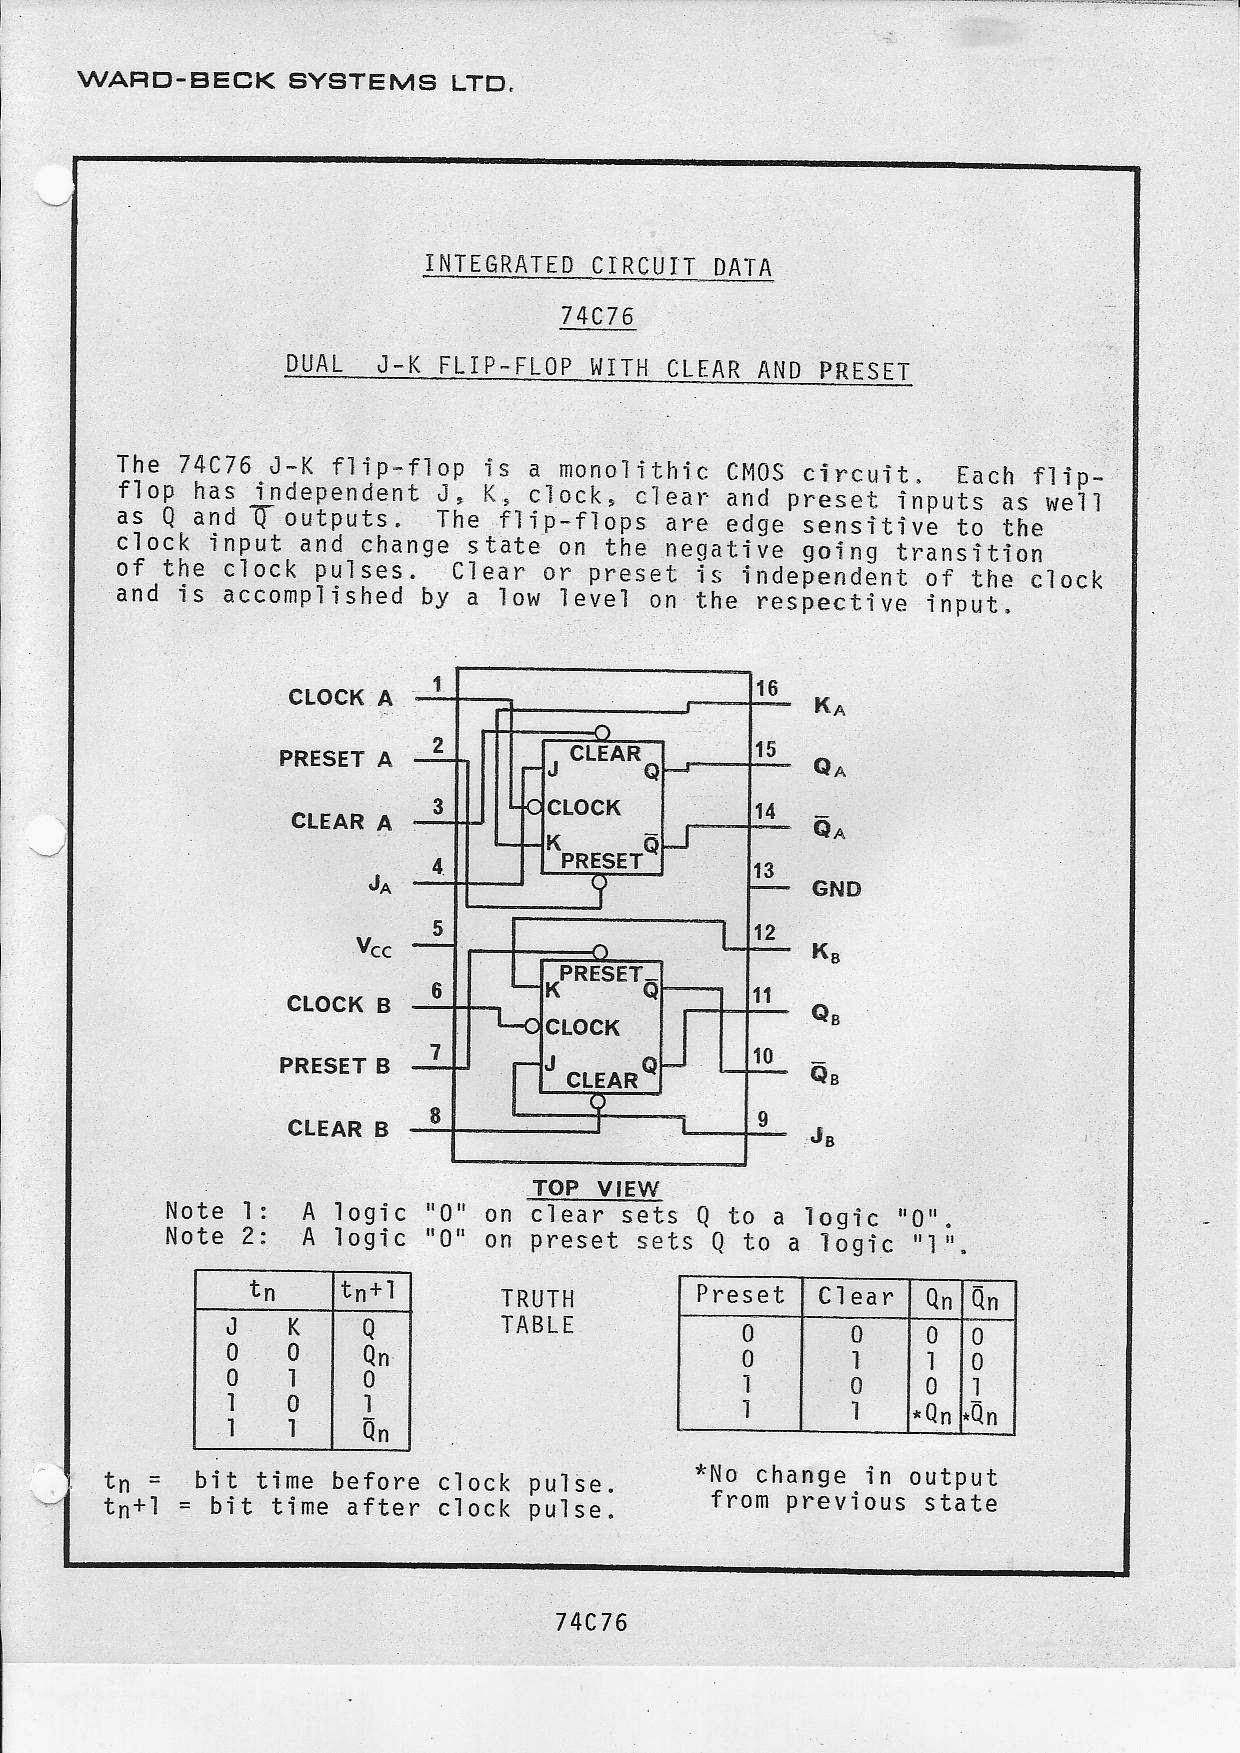 WARD-BECK SYSTEMS LTD.
INTEGRATED CIRCUIT DATA
74C76
DUAL J-K FLIP-FLOP WITH CLEAR AND PRESET
The 74C76 J-K flip-flop is a monolithic CMOS circuit. Each flip-
flop has independent J, K, clock, clear and preset inputs as well
as Q and Q̅ outputs. The flip-flops are edge sensitive to the
clock input and change state on the negative going transition
of the clock pulses. Clear or preset is independent of the clock
and is accomplished by a low level on the respective input.
CLOCK A 1 16 KA
PRESET A 2 CLEAR J Q 15 QA
CLEAR A 3 CLOCK 14 Q̅A
K Q̅
PRESET
JA 4 13 GND
VCC 5 12 KB
PRESET
CLOCK B 6 K Q̅ 11 QB
CLOCK
PRESET B 7 J Q 10 Q̅B
CLEAR
CLEAR B 8 9 JB
TOP VIEW
Note 1: A logic "0" on clear sets Q to a logic "0".
Note 2: A logic "0" on preset sets Q to a logic "1".
tn tn+1
J K Q
0 0 Qn
0 1 0
1 0 1
1 1 Q̅n
TRUTH
TABLE
Preset Clear Qn Q̅n
0 0 0 0
0 1 1 0
1 0 0 1
1 1 *Qn *Q̅n
tn = bit time before clock pulse.
tn+1 = bit time after clock pulse.
*No change in output
from previous state
74C76